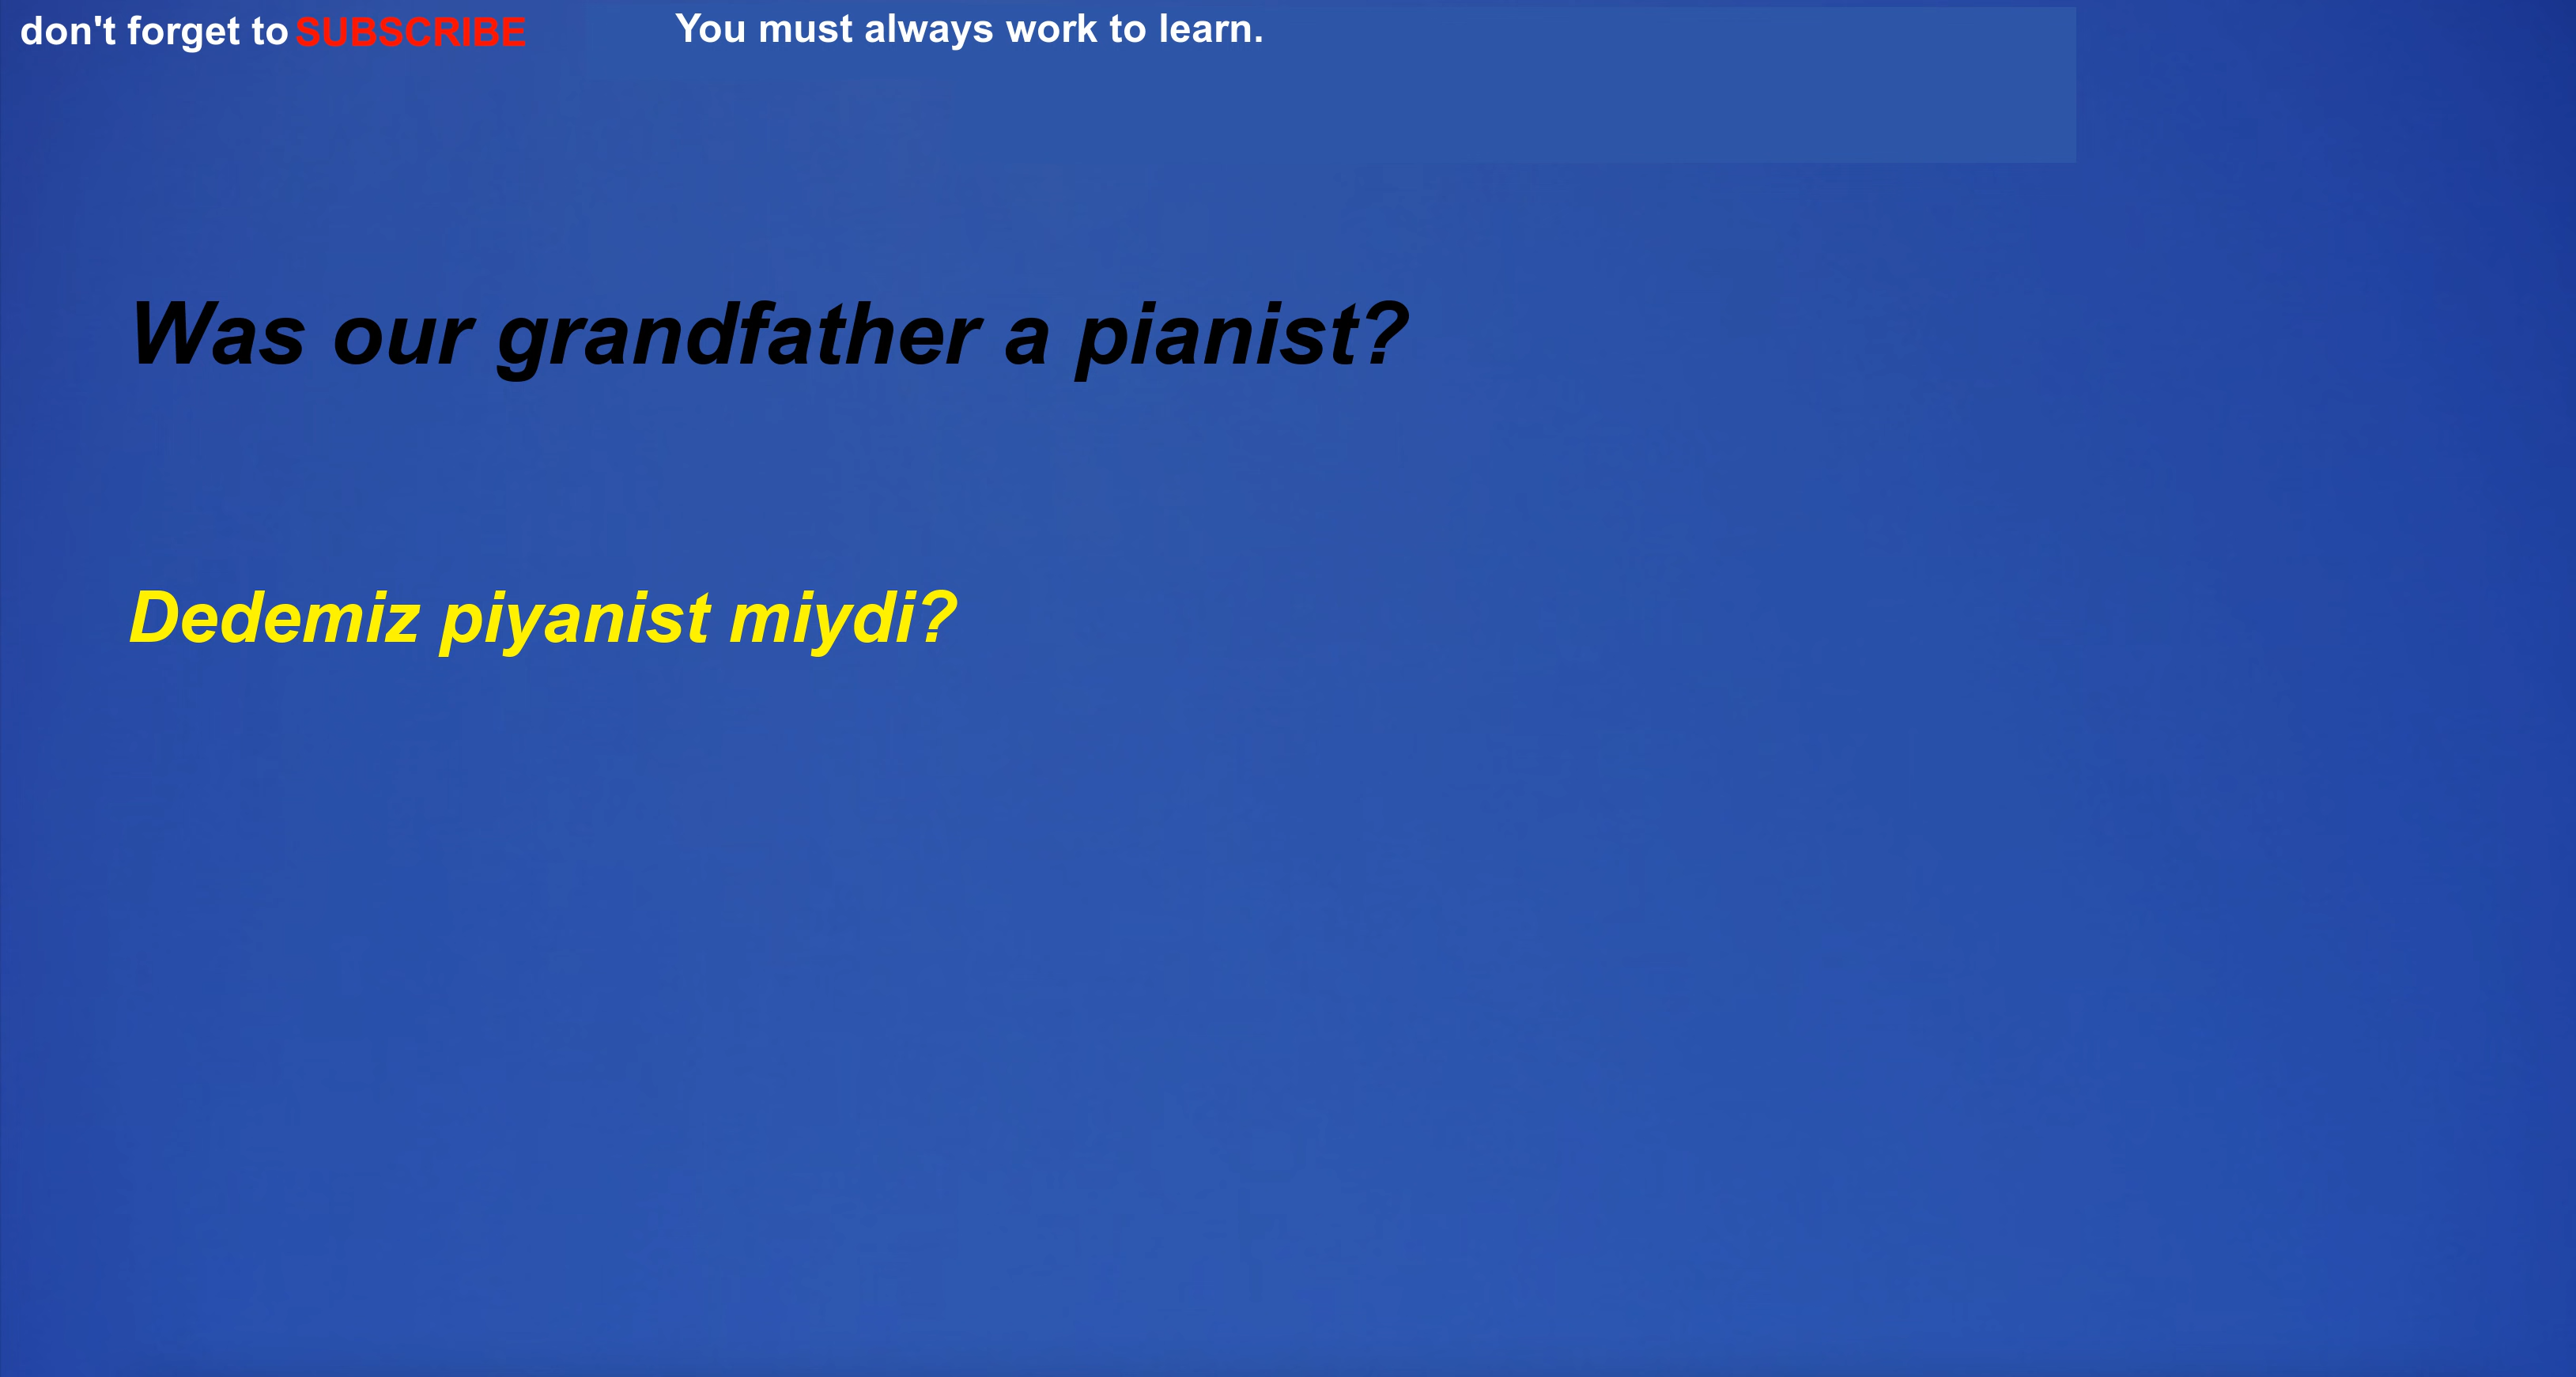 don't forget to SUBSCRIBE
You must always work to learn.
Was our grandfather a pianist?
Dedemiz piyanist miydi?